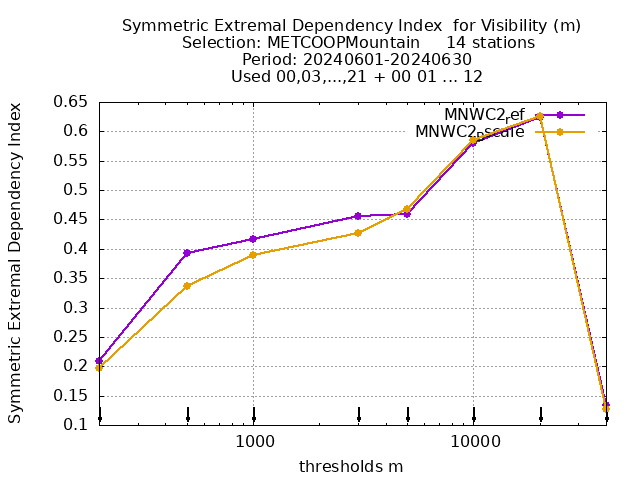 Symmetric Extremal Dependency Index for Visibility (m)
Selection: METCOOPMountain 14 stations
Period: 20240601-20240630
Used 00,03,...,21 + 00 01 ... 12
Symmetric Extremal Dependency Index
0.65
0.6
0.55
0.5
0.45
0.4
0.35
0.3
0.25
0.2
0.15
0.1
MNWC2_ref
MNWC2_pscale
1000
10000
thresholds m